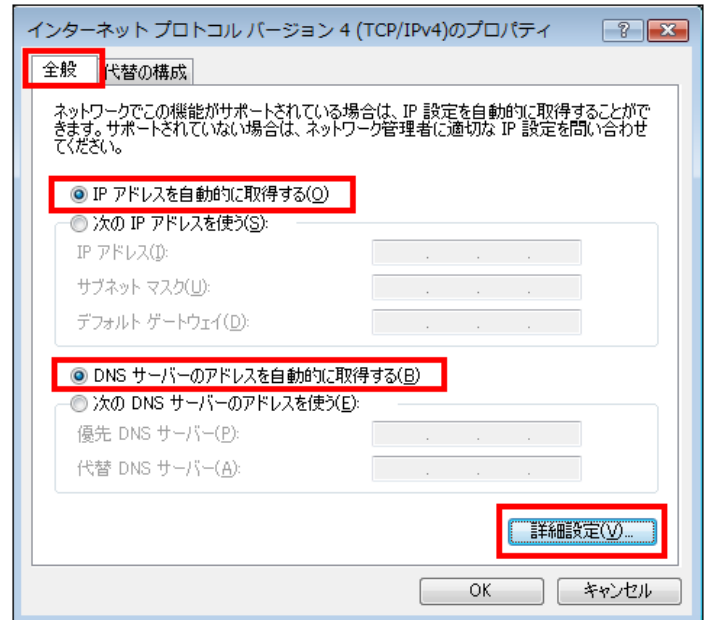 インターネット プロトコル バージョン 4 (TCP/IPv4)のプロパティ
全般
代替の構成
ネットワークでこの機能がサポートされている場合は、IP 設定を自動的に取得することがで
きます。サポートされていない場合は、ネットワーク管理者に適切な IP 設定を問い合わせ
てください。
IP アドレスを自動的に取得する(O)
次の IP アドレスを使う(S):
IP アドレス(I):
サブネット マスク(U):
デフォルト ゲートウェイ(D):
DNS サーバーのアドレスを自動的に取得する(B)
次の DNS サーバーのアドレスを使う(E):
優先 DNS サーバー(P):
代替 DNS サーバー(A):
詳細設定(V)...
OK
キャンセル